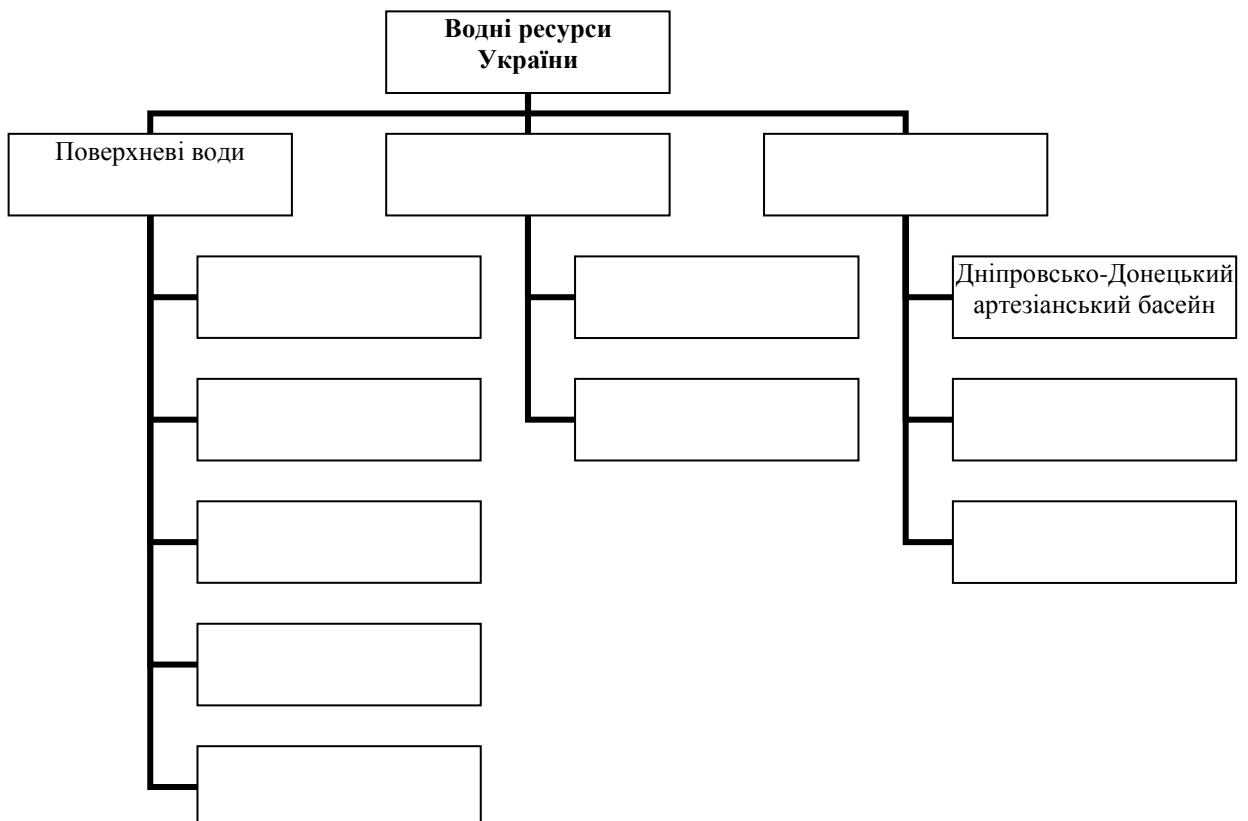 Водні ресурси
України
Поверхневі води
Дніпровсько-Донецький
артезіанський басейн